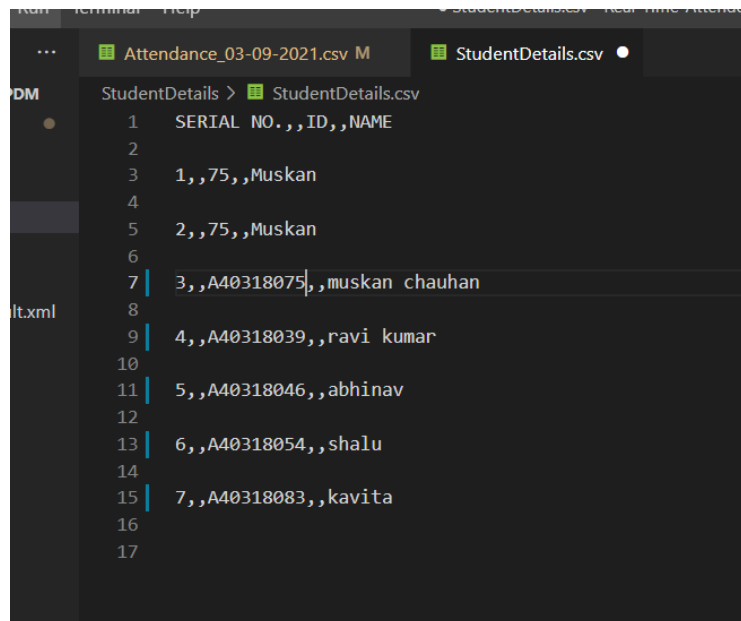 Run Terminal Help ● StudentDetails.csv - Real-Time-Attenda
... Attendance_03-09-2021.csv M StudentDetails.csv ●
PDM StudentDetails > StudentDetails.csv
1 SERIAL NO.,,ID,,NAME
2
3 1,,75,,Muskan
4
5 2,,75,,Muskan
6
7 3,,A40318075,,muskan chauhan
ult.xml 8
9 4,,A40318039,,ravi kumar
10
11 5,,A40318046,,abhinav
12
13 6,,A40318054,,shalu
14
15 7,,A40318083,,kavita
16
17